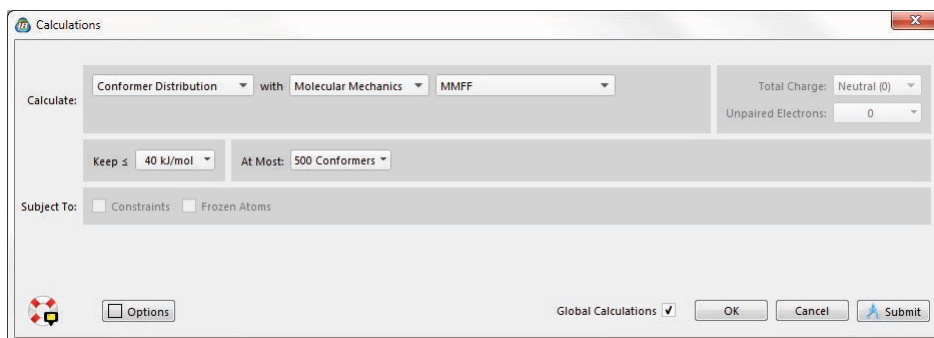 Calculations
Calculate: Conformer Distribution with Molecular Mechanics MMFF
Total Charge: Neutral (0)
Unpaired Electrons: 0
Keep ≤ 40 kJ/mol At Most: 500 Conformers
Subject To: Constraints Frozen Atoms
Options Global Calculations OK Cancel Submit